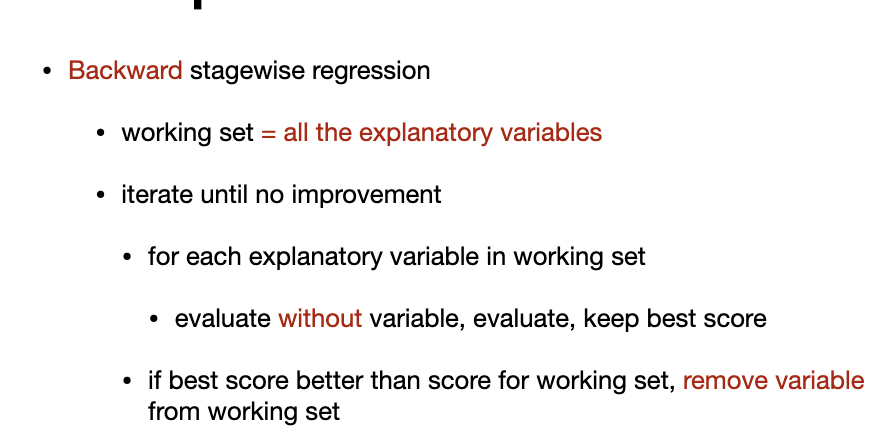 • Backward stagewise regression
• working set = all the explanatory variables
• iterate until no improvement
• for each explanatory variable in working set
• evaluate without variable, evaluate, keep best score
• if best score better than score for working set, remove variable
from working set